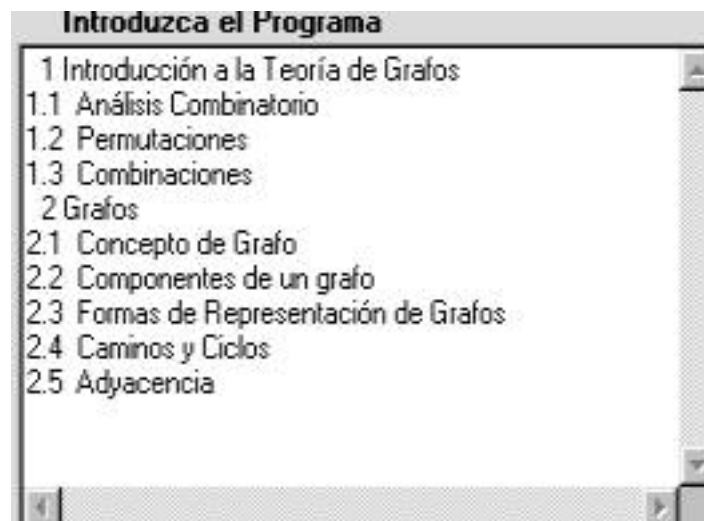 Introduzca el Programa
1 Introducción a la Teoría de Grafos
1.1 Análisis Combinatorio
1.2 Permutaciones
1.3 Combinaciones
2 Grafos
2.1 Concepto de Grafo
2.2 Componentes de un grafo
2.3 Formas de Representación de Grafos
2.4 Caminos y Ciclos
2.5 Adyacencia